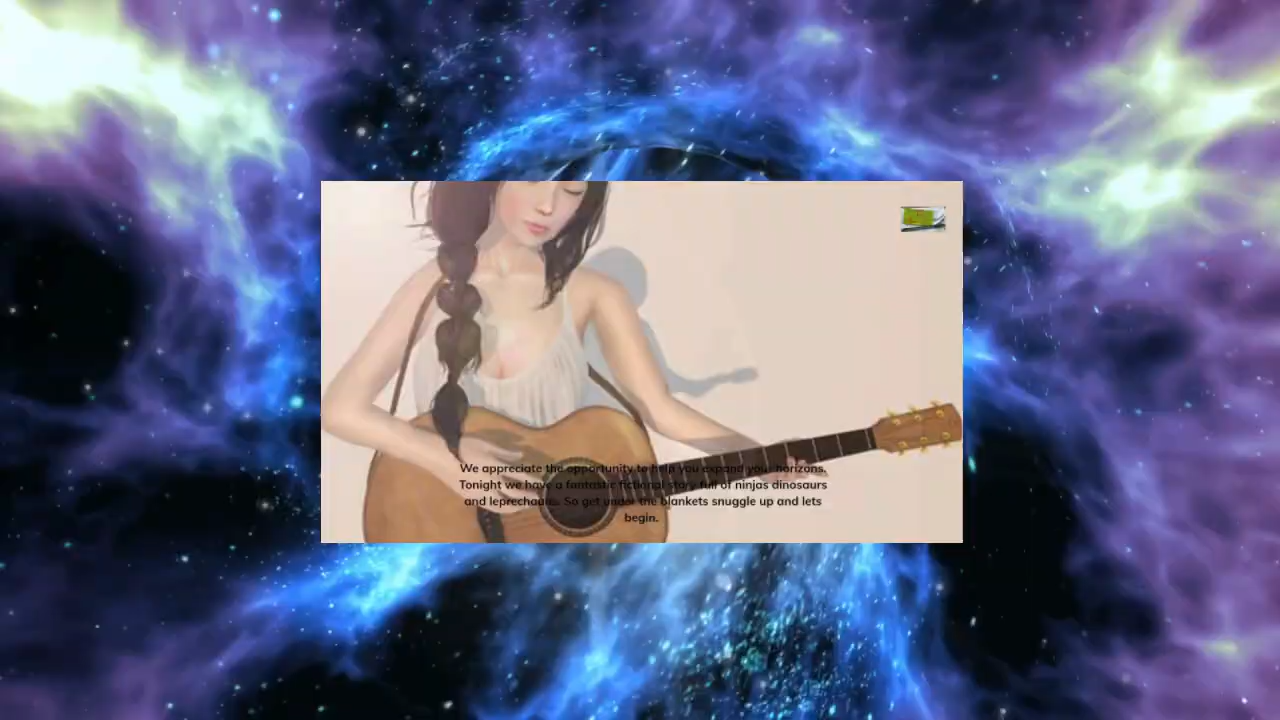 We appreciate the opportunity to help you expand your horizons.
Tonight we have a fantastic fictional story full of ninjas dinosaurs
and leprechauns. So get under the blankets snuggle up and lets
begin.